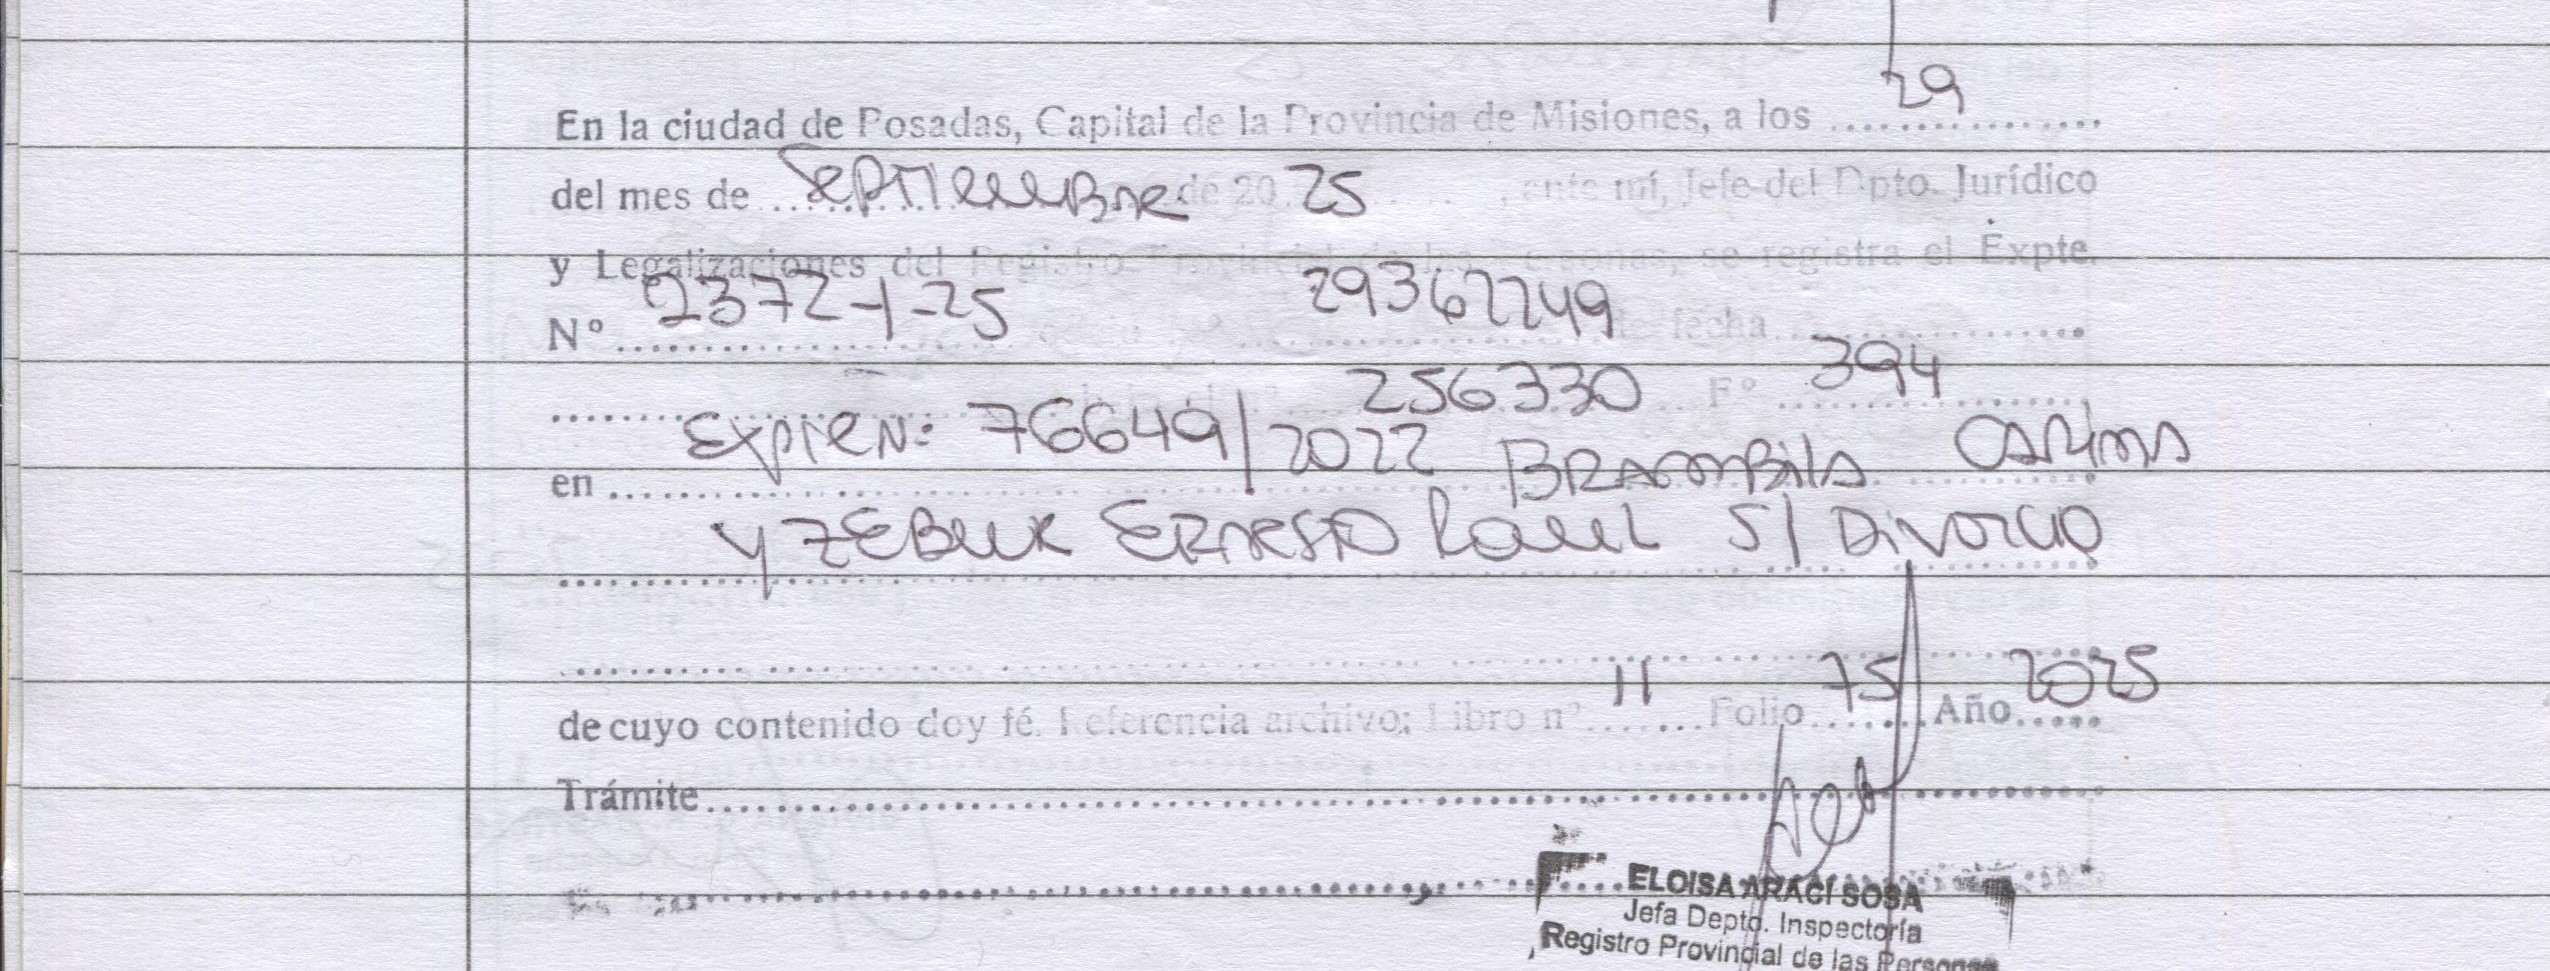 29
En la ciudad de Posadas, Capital de la Provincia de Misiones, a los ................
del mes de ... Septiembre de 20 25 ....., ante mí, Jefe del Dpto. Jurídico
y Legalizaciones del Registro Provincial de las Personas, se registra el Expte.
Nº 2372-1-25 29362249 de fecha ................
256330 Fº 394
en Expien: 76649/2022 Brambila
y Zebuk Ernesto Raul S/ Divorcio
de cuyo contenido doy fé. Referencia archivo; Libro nº 11 Folio 75 Año 2025
Trámite................
ELOISA ARACÍ SOSA
Jefa Depto. Inspectoría
Registro Provincial de las Personas